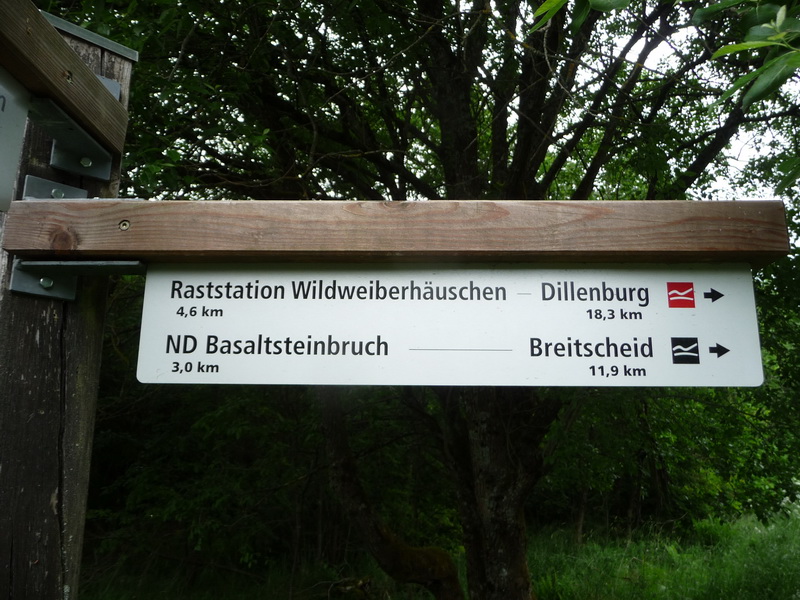 Raststation Wildweiberhäuschen – Dillenburg
4,6 km 18,3 km
ND Basaltsteinbruch — Breitscheid
3,0 km 11,9 km